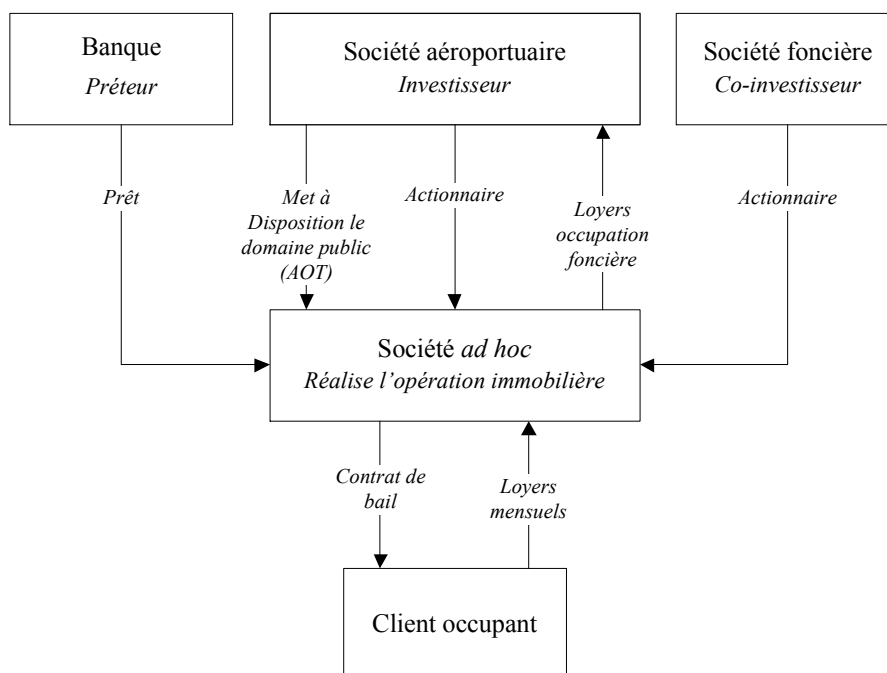 Banque
Préteur
Société aéroportuaire
Investisseur
Société foncière
Co-investisseur
Prêt
Met à
Disposition le
domaine public
(AOT)
Actionnaire
Loyers
occupation
foncière
Actionnaire
Société ad hoc
Réalise l’opération immobilière
Contrat de
bail
Loyers
mensuels
Client occupant